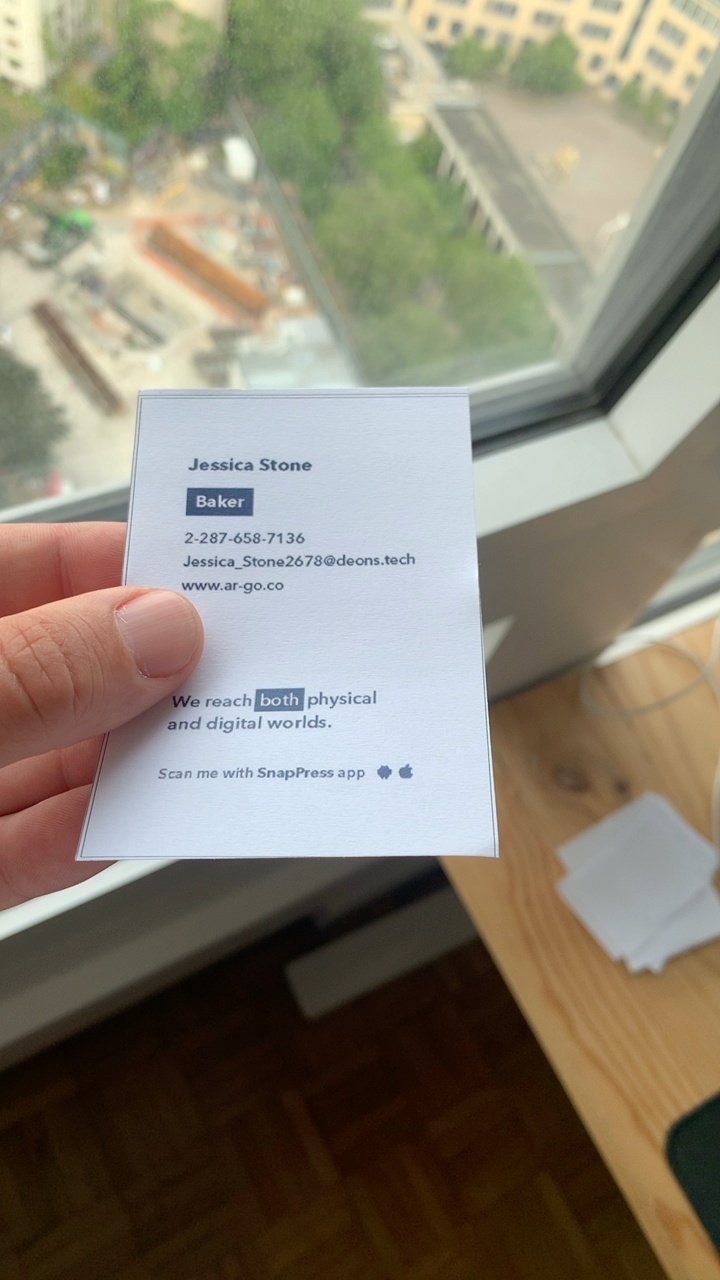 Jessica Stone
Baker
2-287-658-7136
Jessica_Stone2678@deons.tech
www.ar-go.co
We reach both physical
and digital worlds.
Scan me with SnapPress app